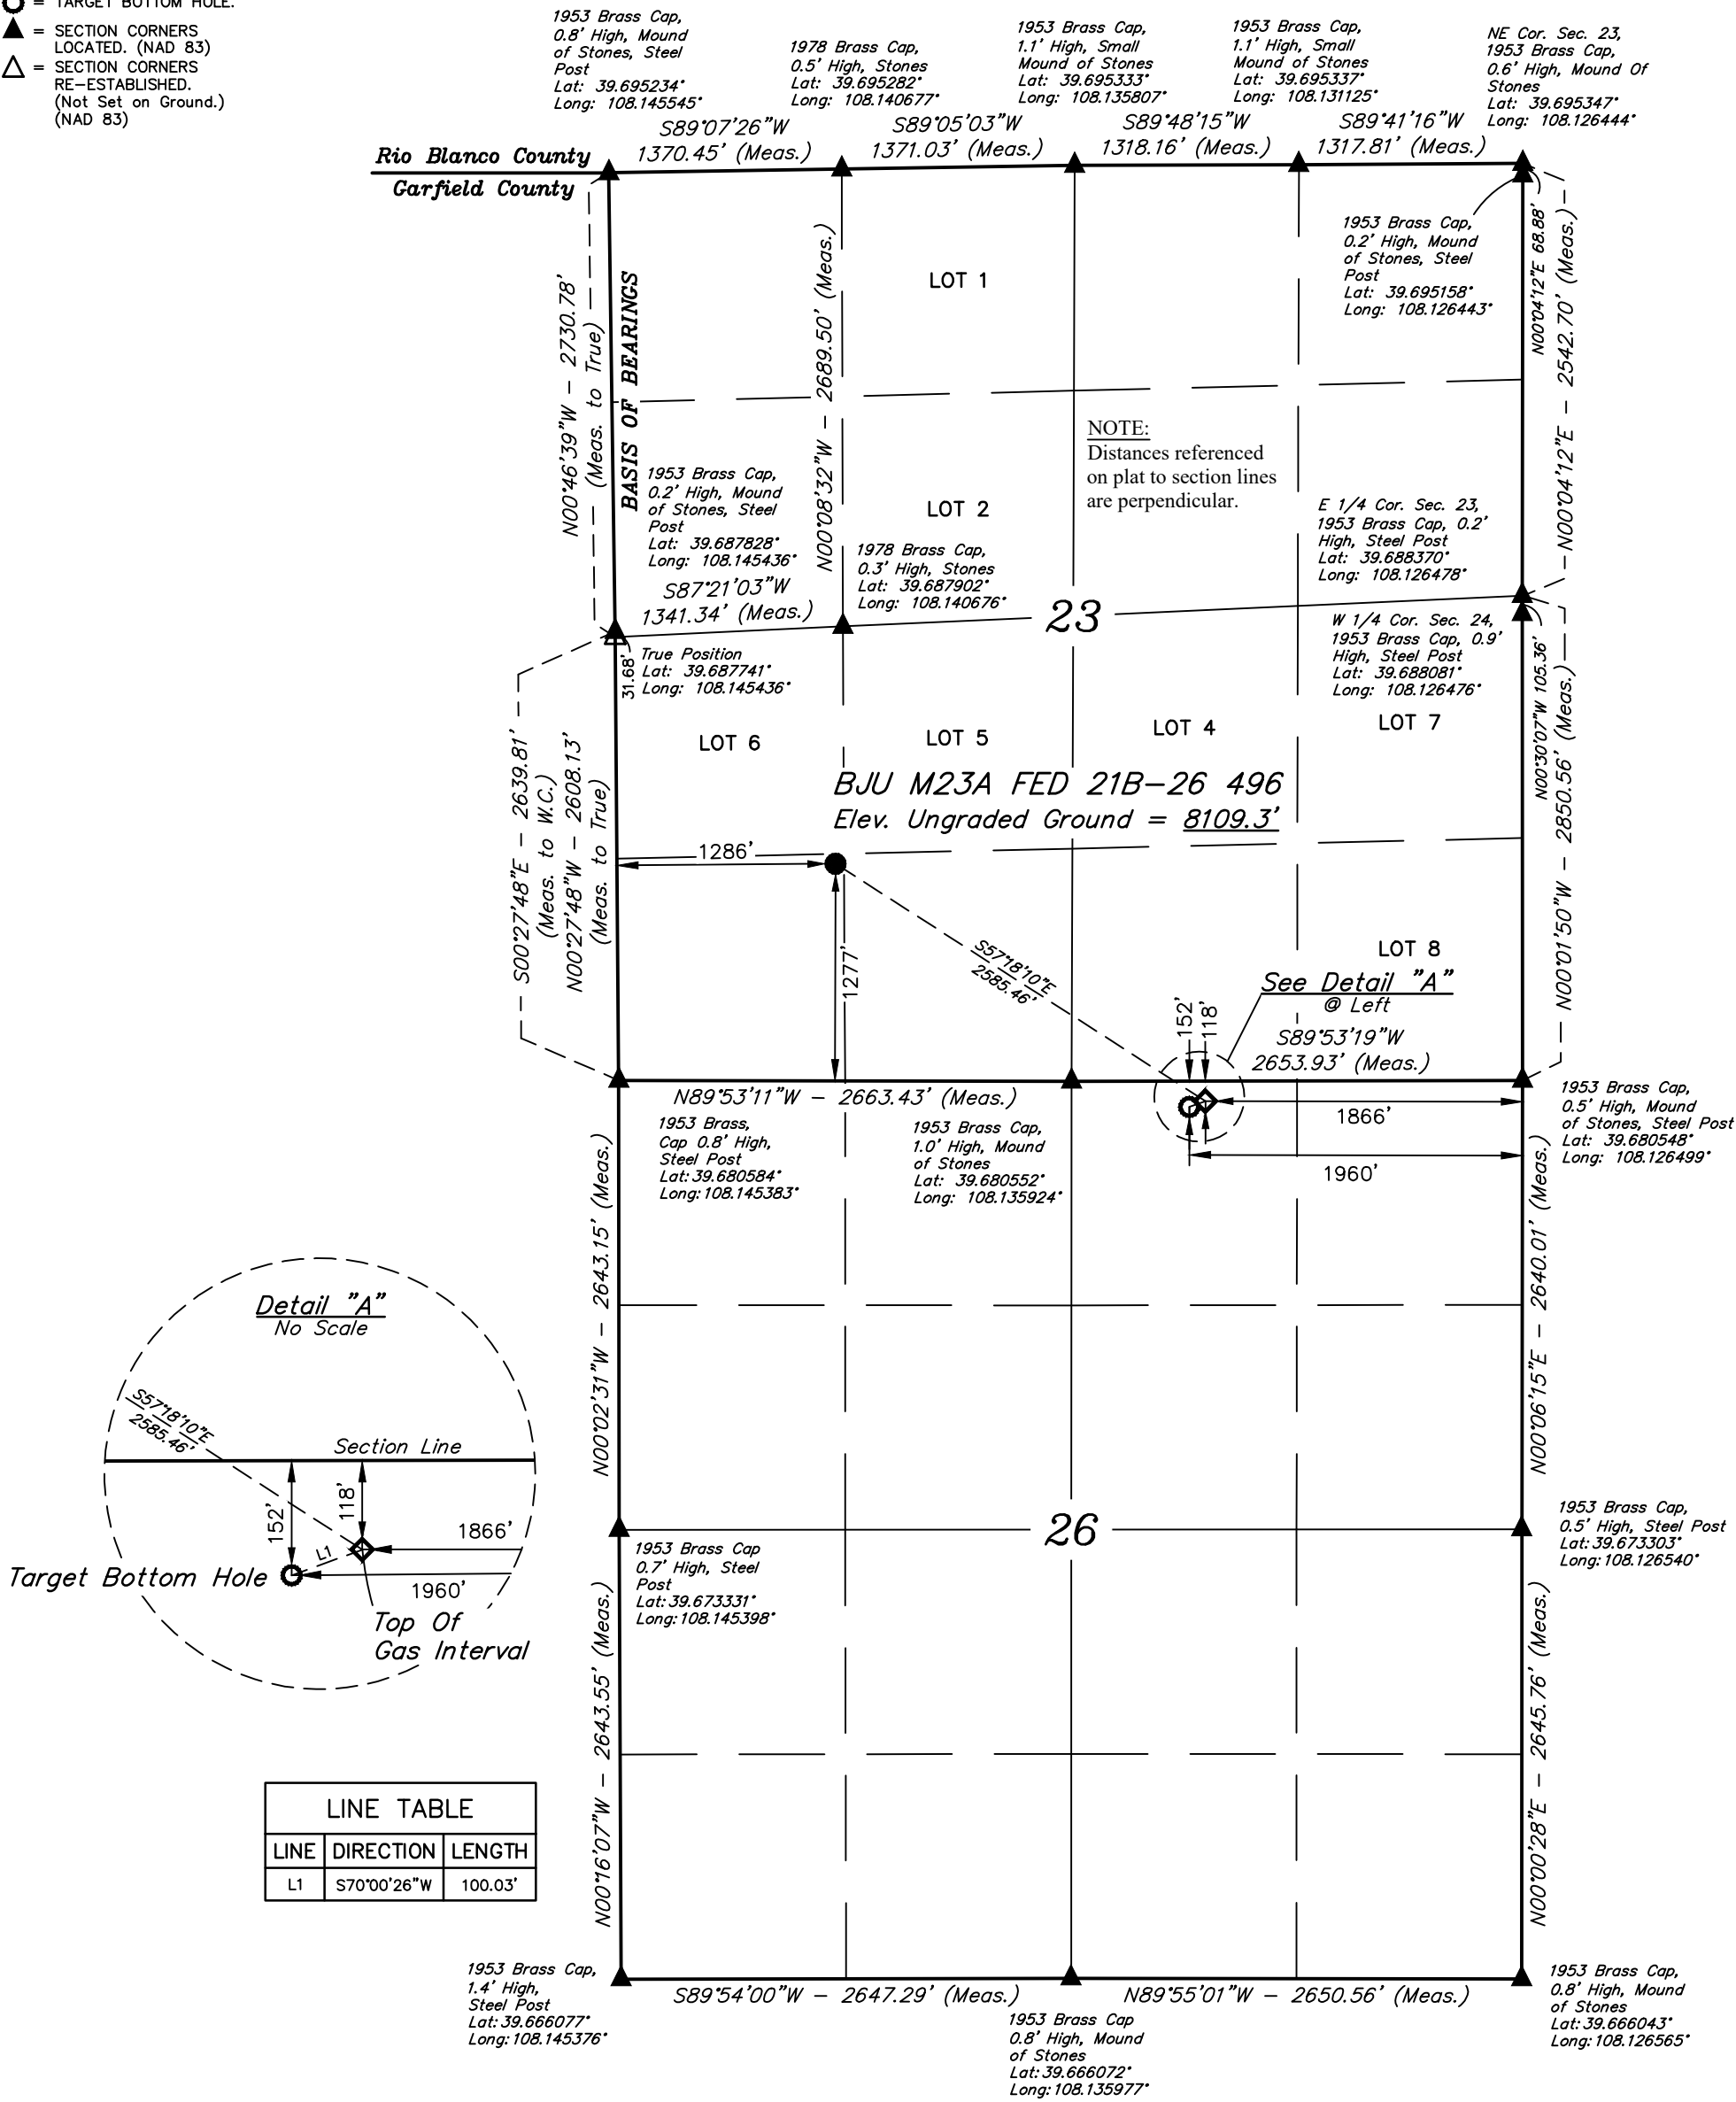 = TARGET BOTTOM HOLE.
= SECTION CORNERS
LOCATED. (NAD 83)
= SECTION CORNERS
RE-ESTABLISHED.
(Not Set on Ground.)
(NAD 83)
1953 Brass Cap,
0.8' High, Mound
of Stones, Steel
Post
Lat: 39.695234°
Long: 108.145545°
1978 Brass Cap,
0.5' High, Stones
Lat: 39.695282°
Long: 108.140677°
1953 Brass Cap,
1.1' High, Small
Mound of Stones
Lat: 39.695333°
Long: 108.135807°
1953 Brass Cap,
1.1' High, Small
Mound of Stones
Lat: 39.695337°
Long: 108.131125°
NE Cor. Sec. 23,
1953 Brass Cap,
0.6' High, Mound Of
Stones
Lat: 39.695347°
Long: 108.126444°
S89°07'26"W
1370.45' (Meas.)
S89°05'03"W
1371.03' (Meas.)
S89°48'15"W
1318.16' (Meas.)
S89°41'16"W
1317.81' (Meas.)
Rio Blanco County
Garfield County
N00°46'39"W - 2730.78'
(Meas. to True)
BASIS OF BEARINGS
N00°08'32"W - 2689.50' (Meas.)
LOT 1
1953 Brass Cap,
0.2' High, Mound
of Stones, Steel
Post
Lat: 39.695158°
Long: 108.126443°
N00°04'12"E 68.88'
N00°04'12"E - 2542.70' (Meas.)
NOTE:
Distances referenced
on plat to section lines
are perpendicular.
1953 Brass Cap,
0.2' High, Mound
of Stones, Steel
Post
Lat: 39.687828°
Long: 108.145436°
S87°21'03"W
1341.34' (Meas.)
LOT 2
1978 Brass Cap,
0.3' High, Stones
Lat: 39.687902°
Long: 108.140676°
23
E 1/4 Cor. Sec. 23,
1953 Brass Cap, 0.2'
High, Steel Post
Lat: 39.688370°
Long: 108.126478°
W 1/4 Cor. Sec. 24,
1953 Brass Cap, 0.9'
High, Steel Post
Lat: 39.688081°
Long: 108.126476°
31.68'
True Position
Lat: 39.687741°
Long: 108.145436°
N00°30'07"W 105.36'
N00°01'50"W - 2850.56' (Meas.)
S00°27'48"E - 2639.81'
(Meas. to W.C.)
N00°27'48"W - 2608.13'
(Meas. to True)
LOT 6
LOT 5
LOT 4
LOT 7
BJU M23A FED 21B-26 496
Elev. Ungraded Ground = 8109.3'
1286'
1277'
S57°18'10"E
2585.46'
LOT 8
See Detail "A"
@ Left
152'
118'
S89°53'19"W
2653.93' (Meas.)
N89°53'11"W - 2663.43' (Meas.)
1866'
1960'
1953 Brass,
Cap 0.8' High,
Steel Post
Lat: 39.680584°
Long: 108.145383°
1953 Brass Cap,
1.0' High, Mound
of Stones
Lat: 39.680552°
Long: 108.135924°
1953 Brass Cap,
0.5' High, Mound
of Stones, Steel Post
Lat: 39.680548°
Long: 108.126499°
N00°02'31"W - 2643.15' (Meas.)
N00°06'15"E - 2640.01' (Meas.)
Detail "A"
No Scale
S57°18'10"E
2585.46'
Section Line
152'
118'
1866'
L1
Target Bottom Hole
1960'
Top Of
Gas Interval
26
1953 Brass Cap
0.7' High, Steel
Post
Lat: 39.673331°
Long: 108.145398°
1953 Brass Cap,
0.5' High, Steel Post
Lat: 39.673303°
Long: 108.126540°
N00°16'07"W - 2643.55' (Meas.)
N00°00'28"E - 2645.76' (Meas.)
LINE TABLE
LINE DIRECTION LENGTH
L1 S70°00'26"W 100.03'
1953 Brass Cap,
1.4' High,
Steel Post
Lat: 39.666077°
Long: 108.145376°
S89°54'00"W - 2647.29' (Meas.)
N89°55'01"W - 2650.56' (Meas.)
1953 Brass Cap
0.8' High, Mound
of Stones
Lat: 39.666072°
Long: 108.135977°
1953 Brass Cap,
0.8' High, Mound
of Stones
Lat: 39.666043°
Long: 108.126565°